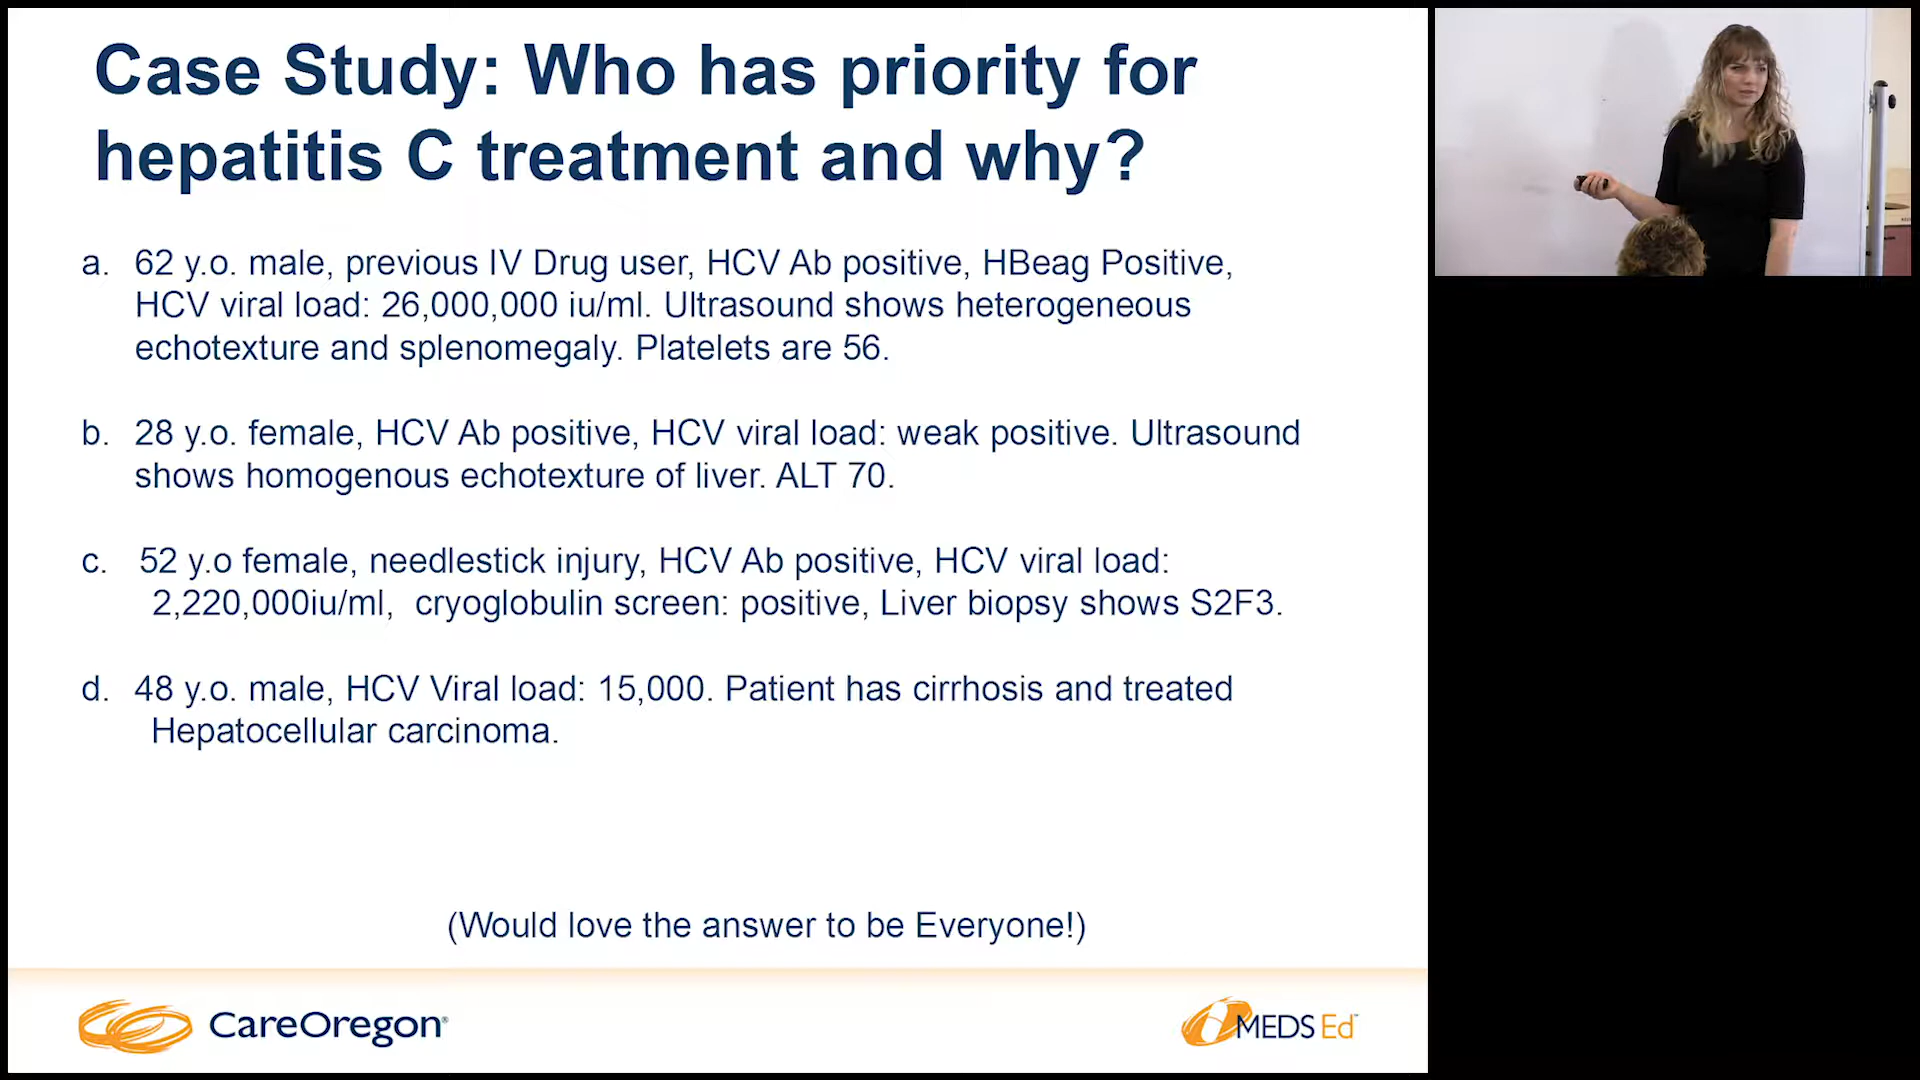 Case Study: Who has priority for
hepatitis C treatment and why?
a. 62 y.o. male, previous IV Drug user, HCV Ab positive, HBeag Positive,
HCV viral load: 26,000,000 iu/ml. Ultrasound shows heterogeneous
echotexture and splenomegaly. Platelets are 56.
b. 28 y.o. female, HCV Ab positive, HCV viral load: weak positive. Ultrasound
shows homogenous echotexture of liver. ALT 70.
c. 52 y.o female, needlestick injury, HCV Ab positive, HCV viral load:
2,220,000iu/ml, cryoglobulin screen: positive, Liver biopsy shows S2F3.
d. 48 y.o. male, HCV Viral load: 15,000. Patient has cirrhosis and treated
Hepatocellular carcinoma.
(Would love the answer to be Everyone!)
CareOregon®
MEDS Ed™